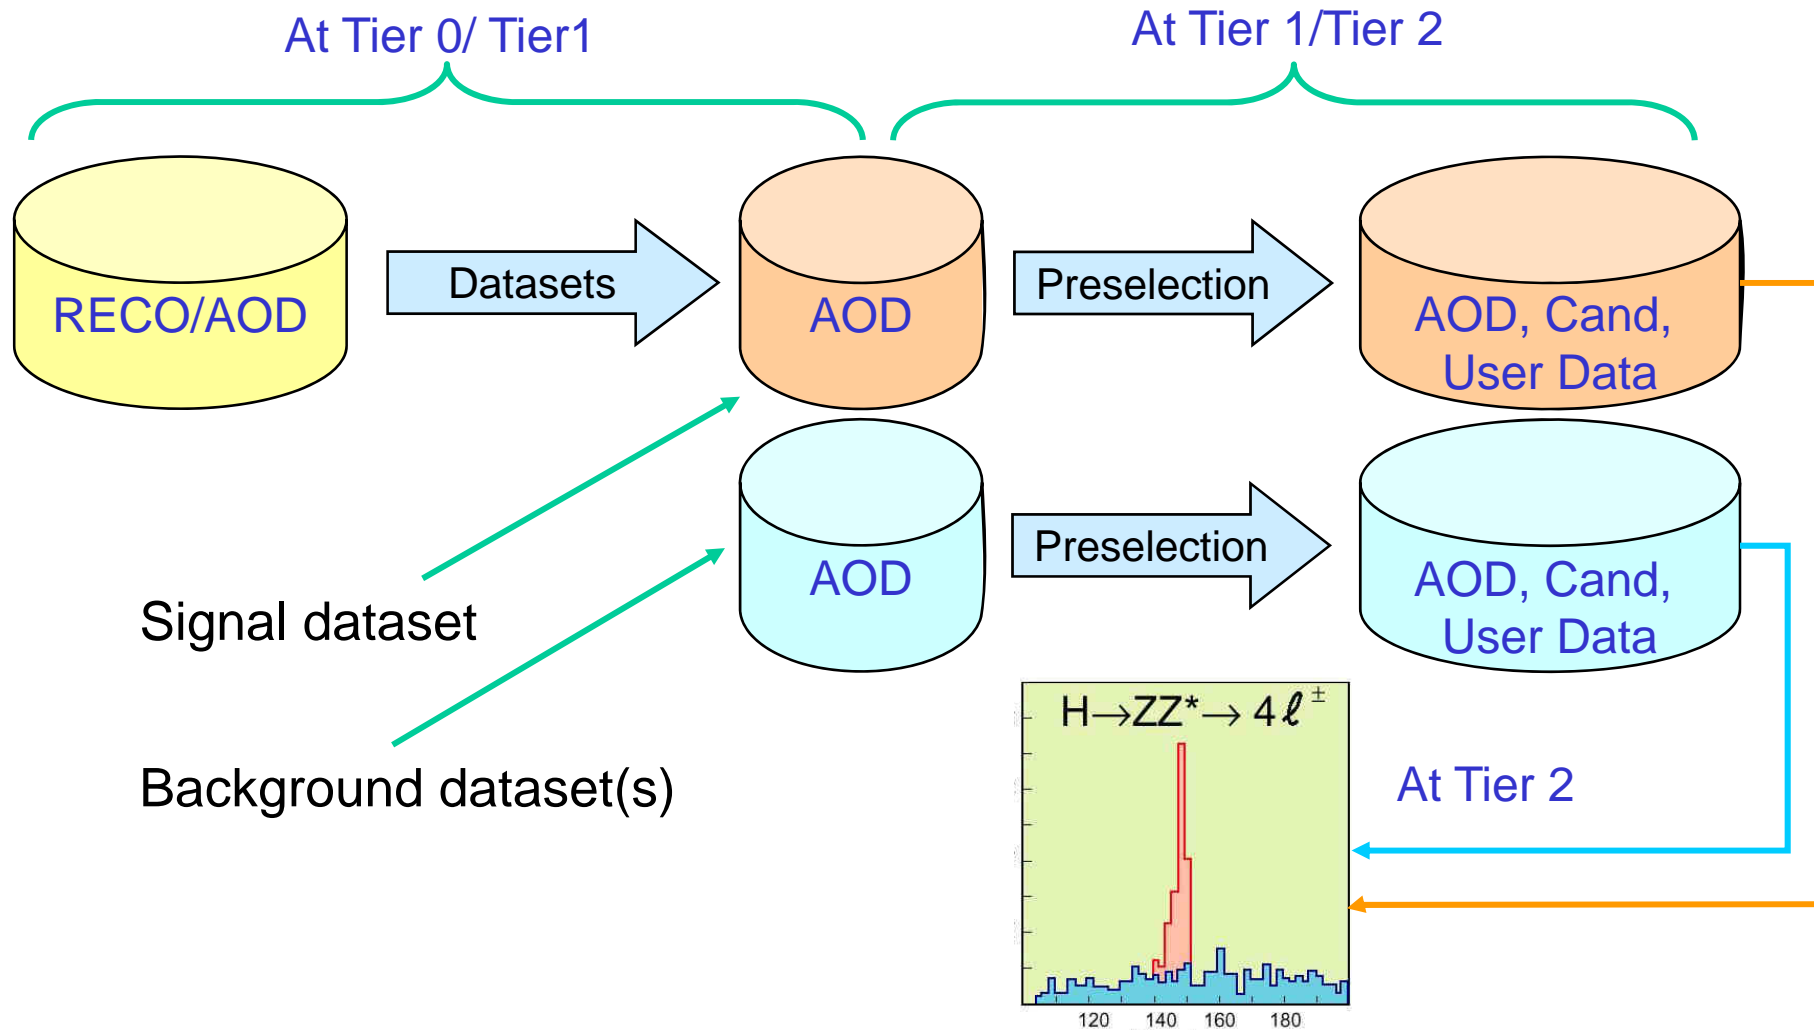 At Tier 0/ Tier1
At Tier 1/Tier 2
RECO/AOD
Datasets
AOD
Preselection
AOD, Cand,
User Data
AOD
Preselection
AOD, Cand,
User Data
Signal dataset
Background dataset(s)
H→ZZ*→ 4ℓ±
At Tier 2
120 140 160 180